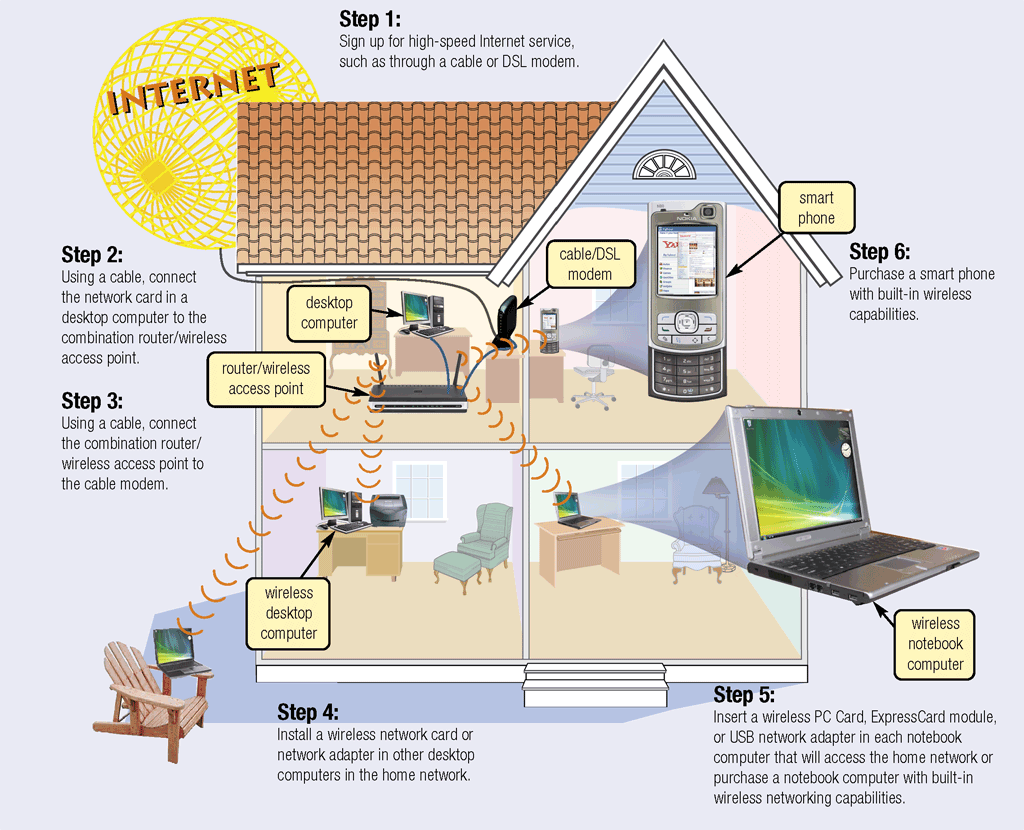 Step 1:
Sign up for high-speed Internet service,
such as through a cable or DSL modem.
INTERNET
Step 2:
Using a cable, connect
the network card in a
desktop computer to the
combination router/wireless
access point.
Step 3:
Using a cable, connect
the combination router/
wireless access point to
the cable modem.
desktop
computer
router/wireless
access point
cable/DSL
modem
smart
phone
NOKIA
Step 6:
Purchase a smart phone
with built-in wireless
capabilities.
wireless
desktop
computer
wireless
notebook
computer
Step 4:
Install a wireless network card or
network adapter in other desktop
computers in the home network.
Step 5:
Insert a wireless PC Card, ExpressCard module,
or USB network adapter in each notebook
computer that will access the home network or
purchase a notebook computer with built-in
wireless networking capabilities.